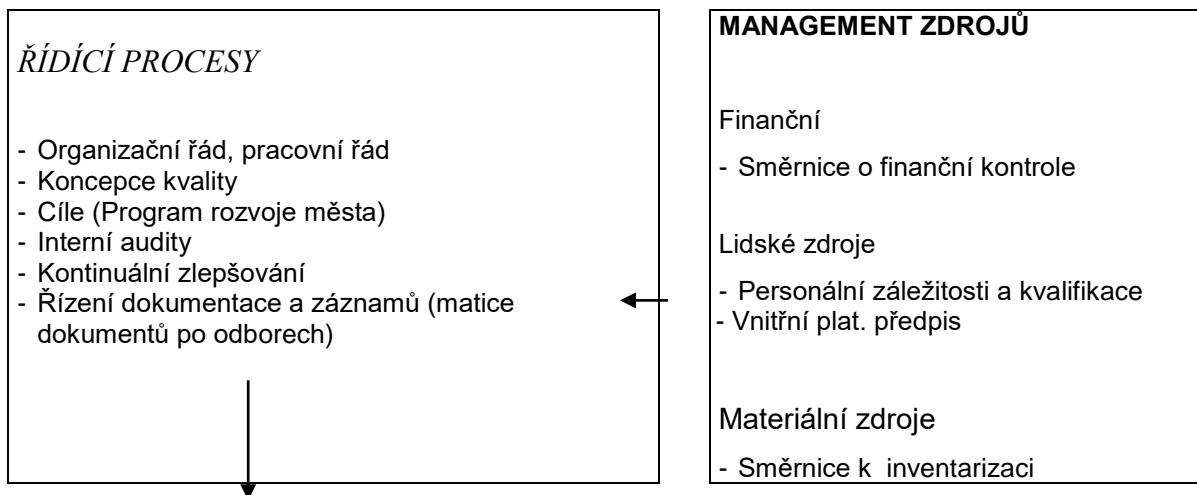 ŘÍDÍCÍ PROCESY
- Organizační řád, pracovní řád
- Koncepce kvality
- Cíle (Program rozvoje města)
- Interní audity
- Kontinuální zlepšování
- Řízení dokumentace a záznamů (matice
dokumentů po odborech)
MANAGEMENT ZDROJŮ
Finanční
- Směrnice o finanční kontrole
Lidské zdroje
- Personální záležitosti a kvalifikace
- Vnitřní plat. předpis
Materiální zdroje
- Směrnice k inventarizaci